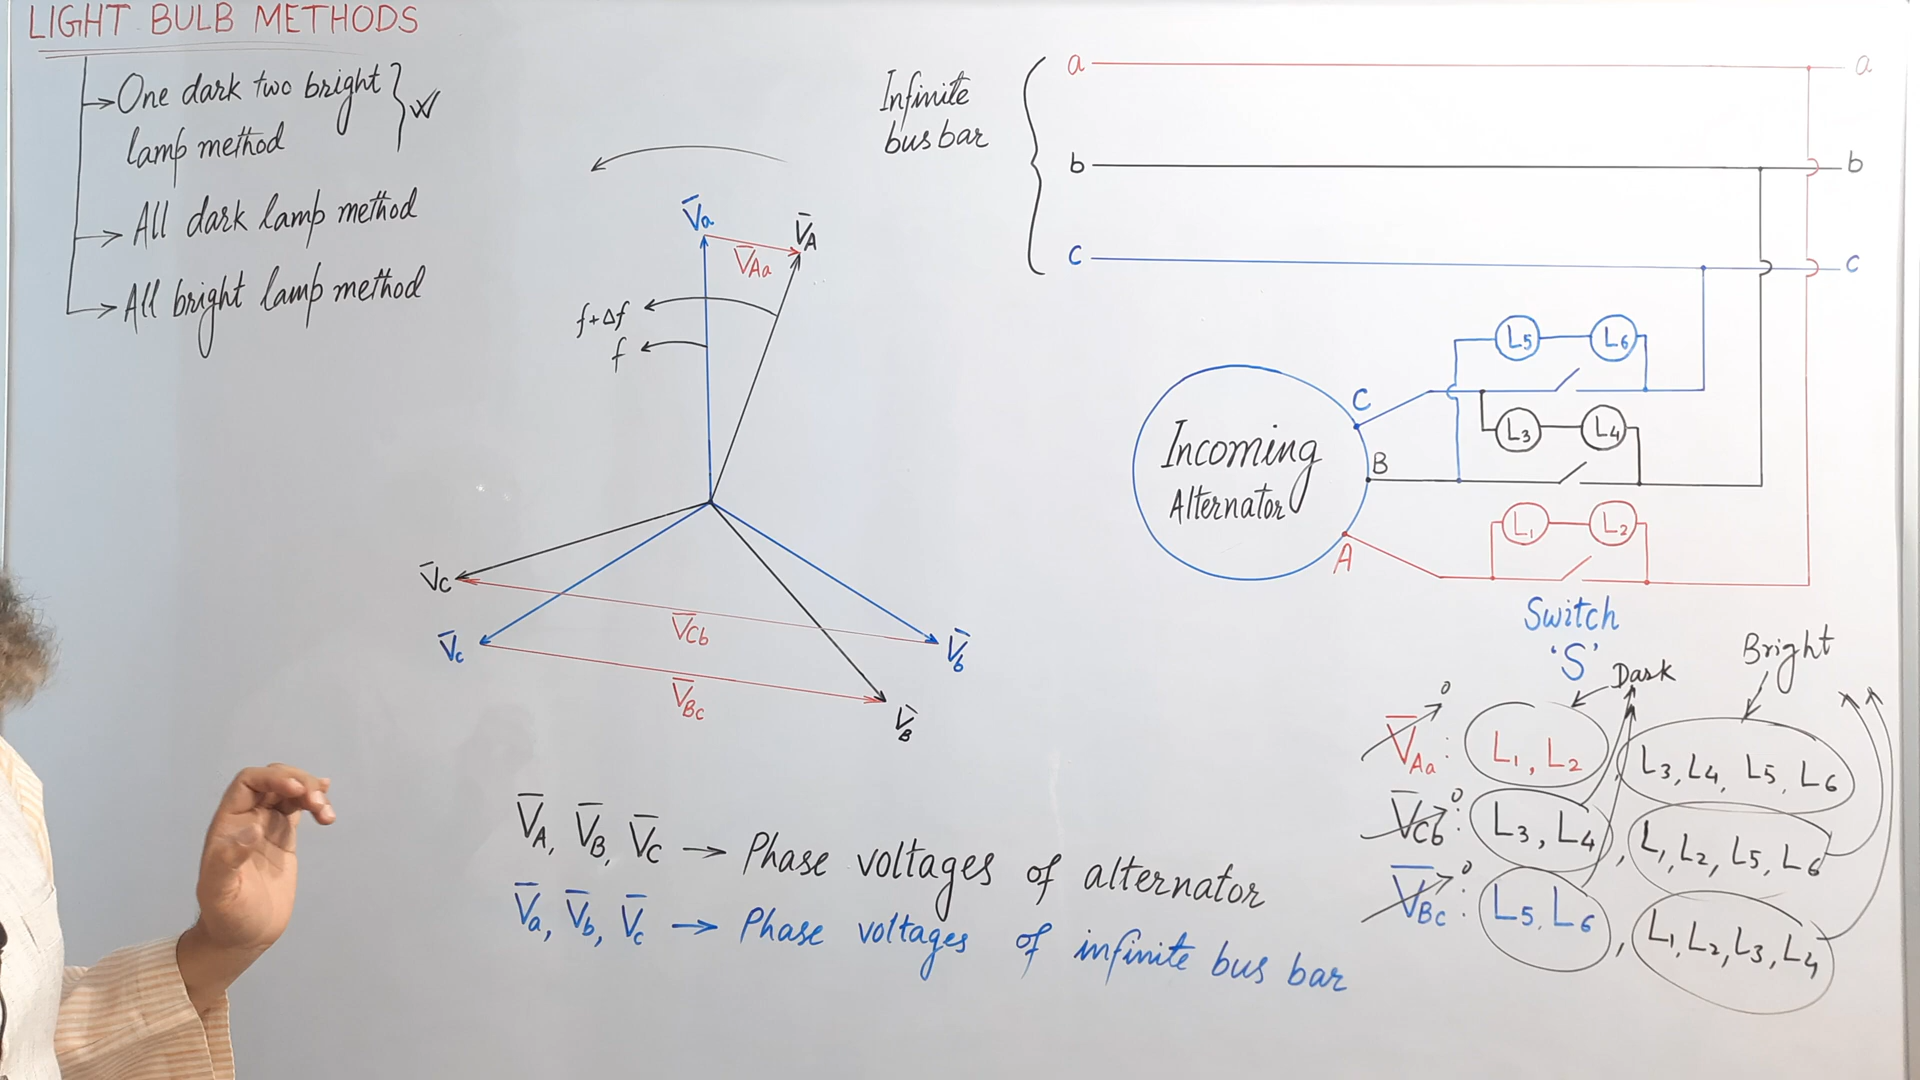 LIGHT BULB METHODS
One dark two bright
lamp method
All dark lamp method
All bright lamp method
Infinite
bus bar
a
a
b
b
c
c
V̅a
V̅A
V̅Aa
f+Δf
f
V̅C
V̅c
V̅Cb
V̅Bc
V̅b
V̅B
L5
L6
L3
L4
L1
L2
C
B
A
Incoming
Alternator
Switch
'S'
Dark
Bright
V̅Aa 0 : L1, L2, L3, L4, L5, L6
V̅Cb 0 : L3, L4, L1, L2, L5, L6
V̅Bc 0 : L5, L6, L1, L2, L3, L4
V̅A, V̅B, V̅C → Phase voltages of alternator
V̅a, V̅b, V̅c → Phase voltages of infinite bus bar